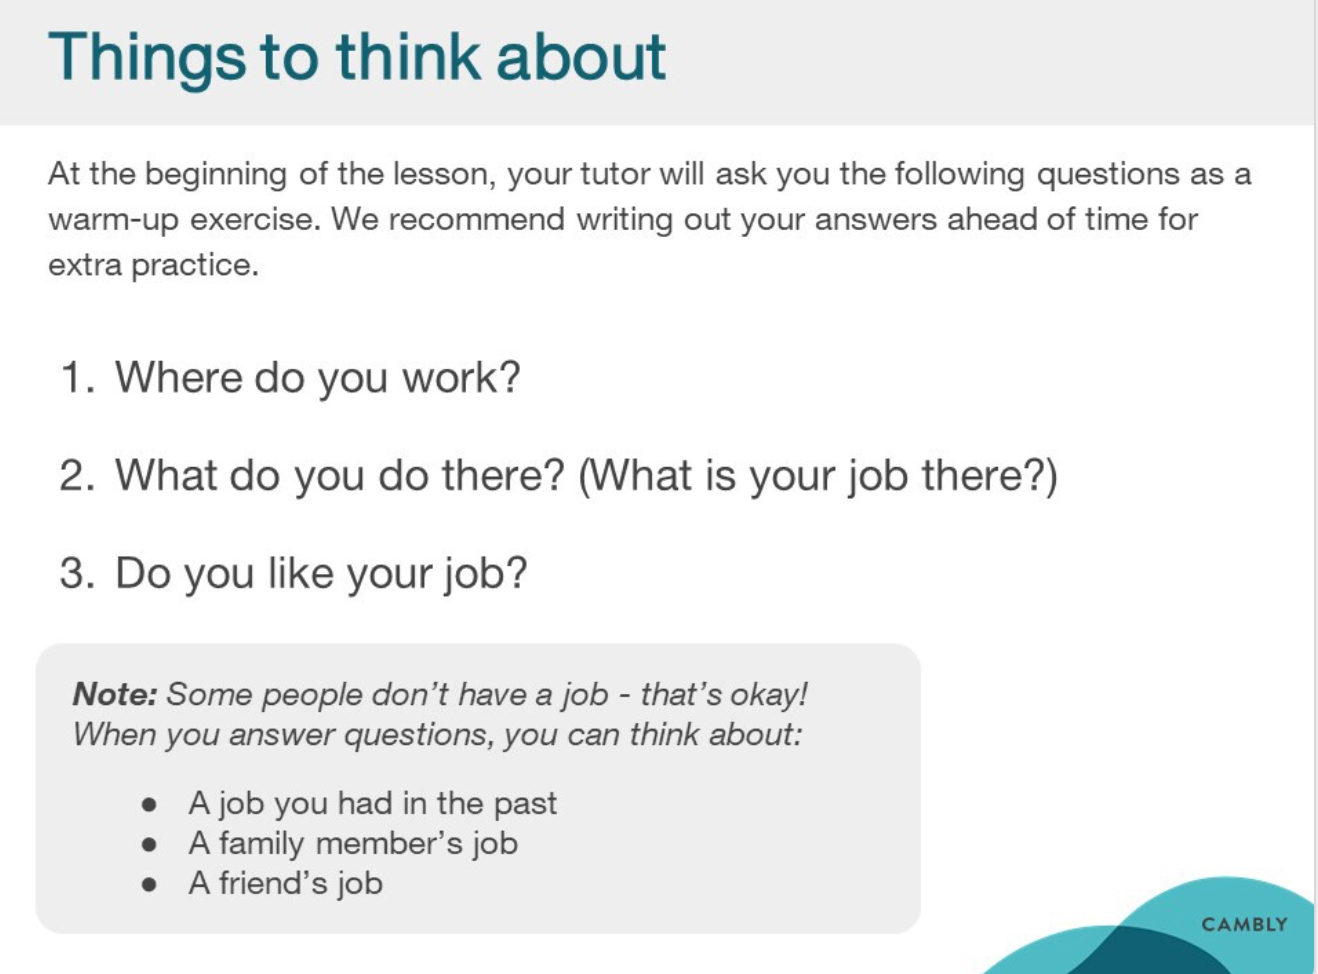 Things to think about
At the beginning of the lesson, your tutor will ask you the following questions as a
warm-up exercise. We recommend writing out your answers ahead of time for
extra practice.
1. Where do you work?
2. What do you do there? (What is your job there?)
3. Do you like your job?
Note: Some people don’t have a job - that’s okay!
When you answer questions, you can think about:
● A job you had in the past
● A family member’s job
● A friend’s job
CAMBLY